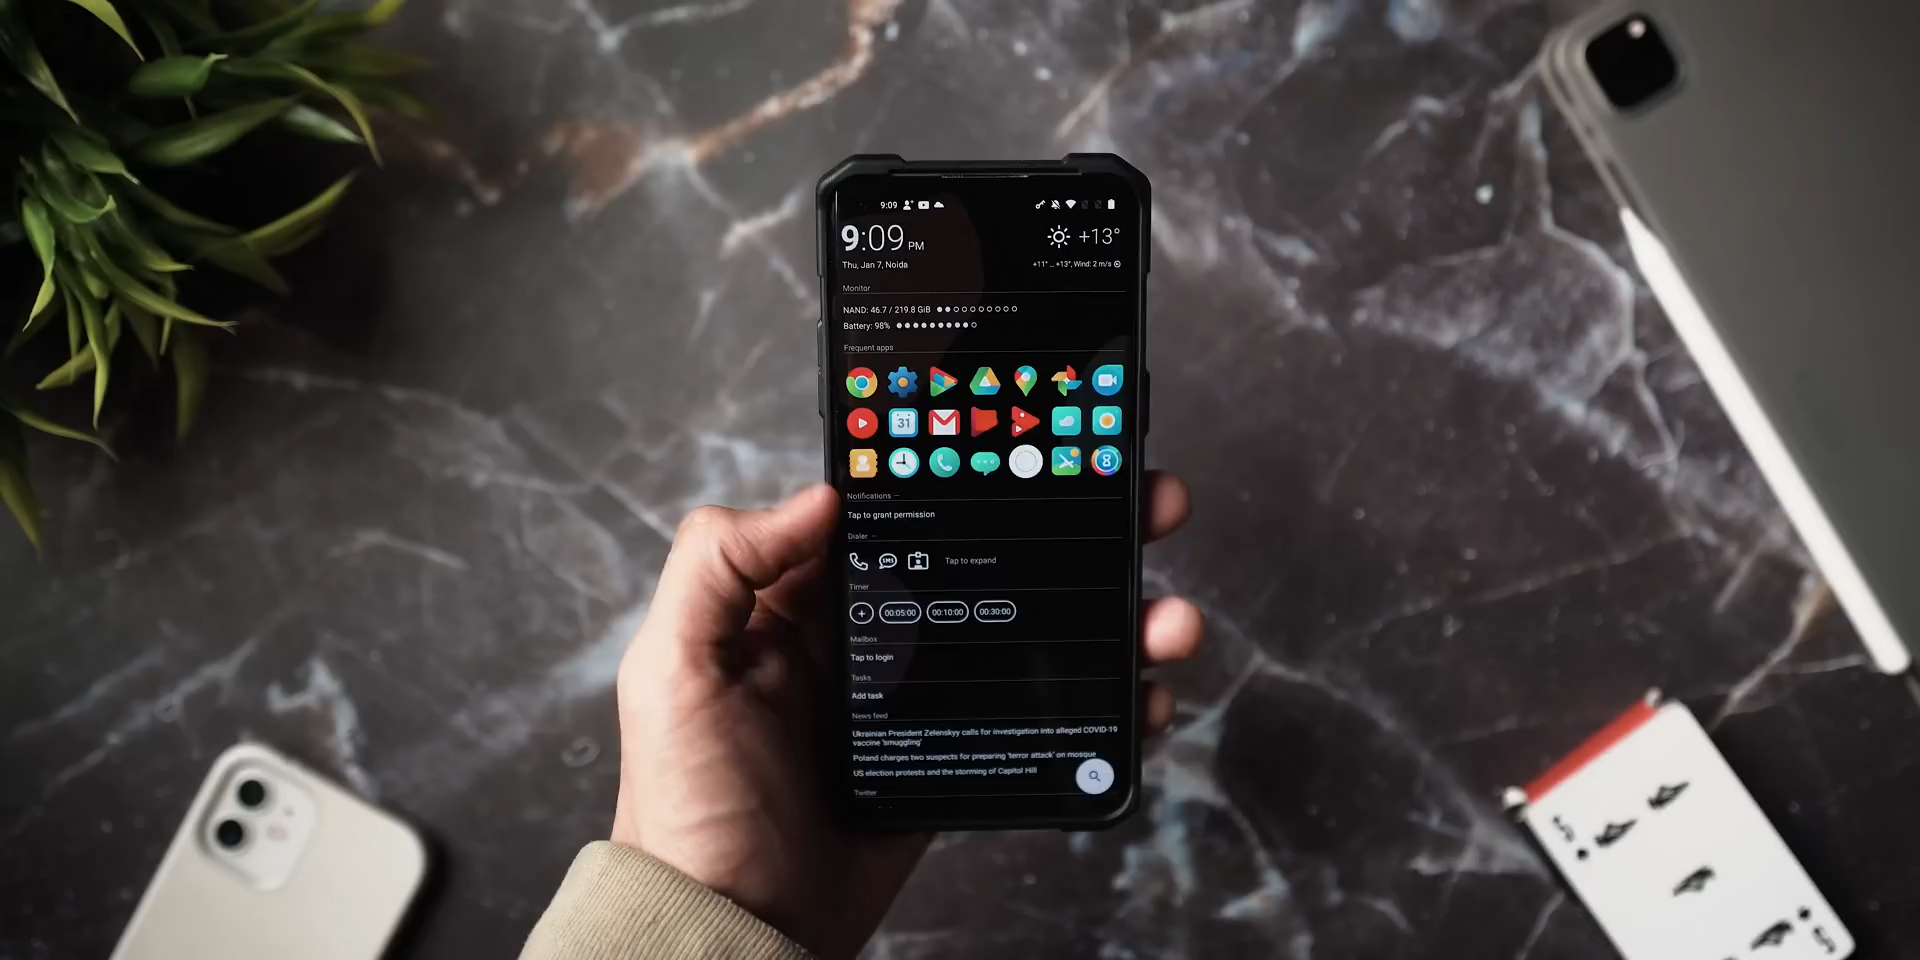 9:09
9:09 PM
+13°
Thu, Jan 7, Noida
+11° .. +13°, Wind: 2 m/s
Monitor
NAND: 46.7 / 219.8 GiB
Battery: 98%
Frequent apps
31
8
Notifications —
Tap to grant permission
Dialer —
SMS
Tap to expand
Timer
+ 00:05:00 00:10:00 00:30:00
Mailbox
Tap to login
Tasks
Add task
News feed
Ukrainian President Zelenskyy calls for investigation into alleged COVID-19
vaccine 'smuggling'
Poland charges two suspects for preparing 'terror attack' on mosque
US election protests and the storming of Capitol Hill
Twitter